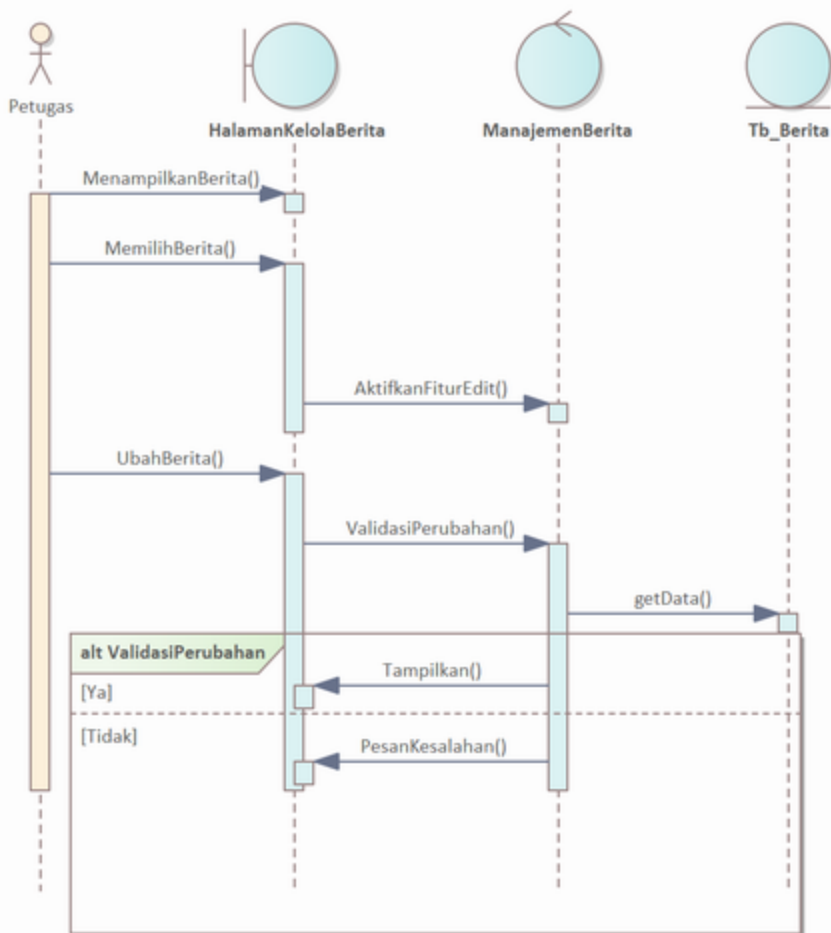 Petugas
HalamanKelolaBerita
ManajemenBerita
Tb_Berita
MenampilkanBerita()
MemilihBerita()
AktifkanFiturEdit()
UbahBerita()
ValidasiPerubahan()
getData()
alt ValidasiPerubahan
Tampilkan()
[Ya]
[Tidak]
PesanKesalahan()